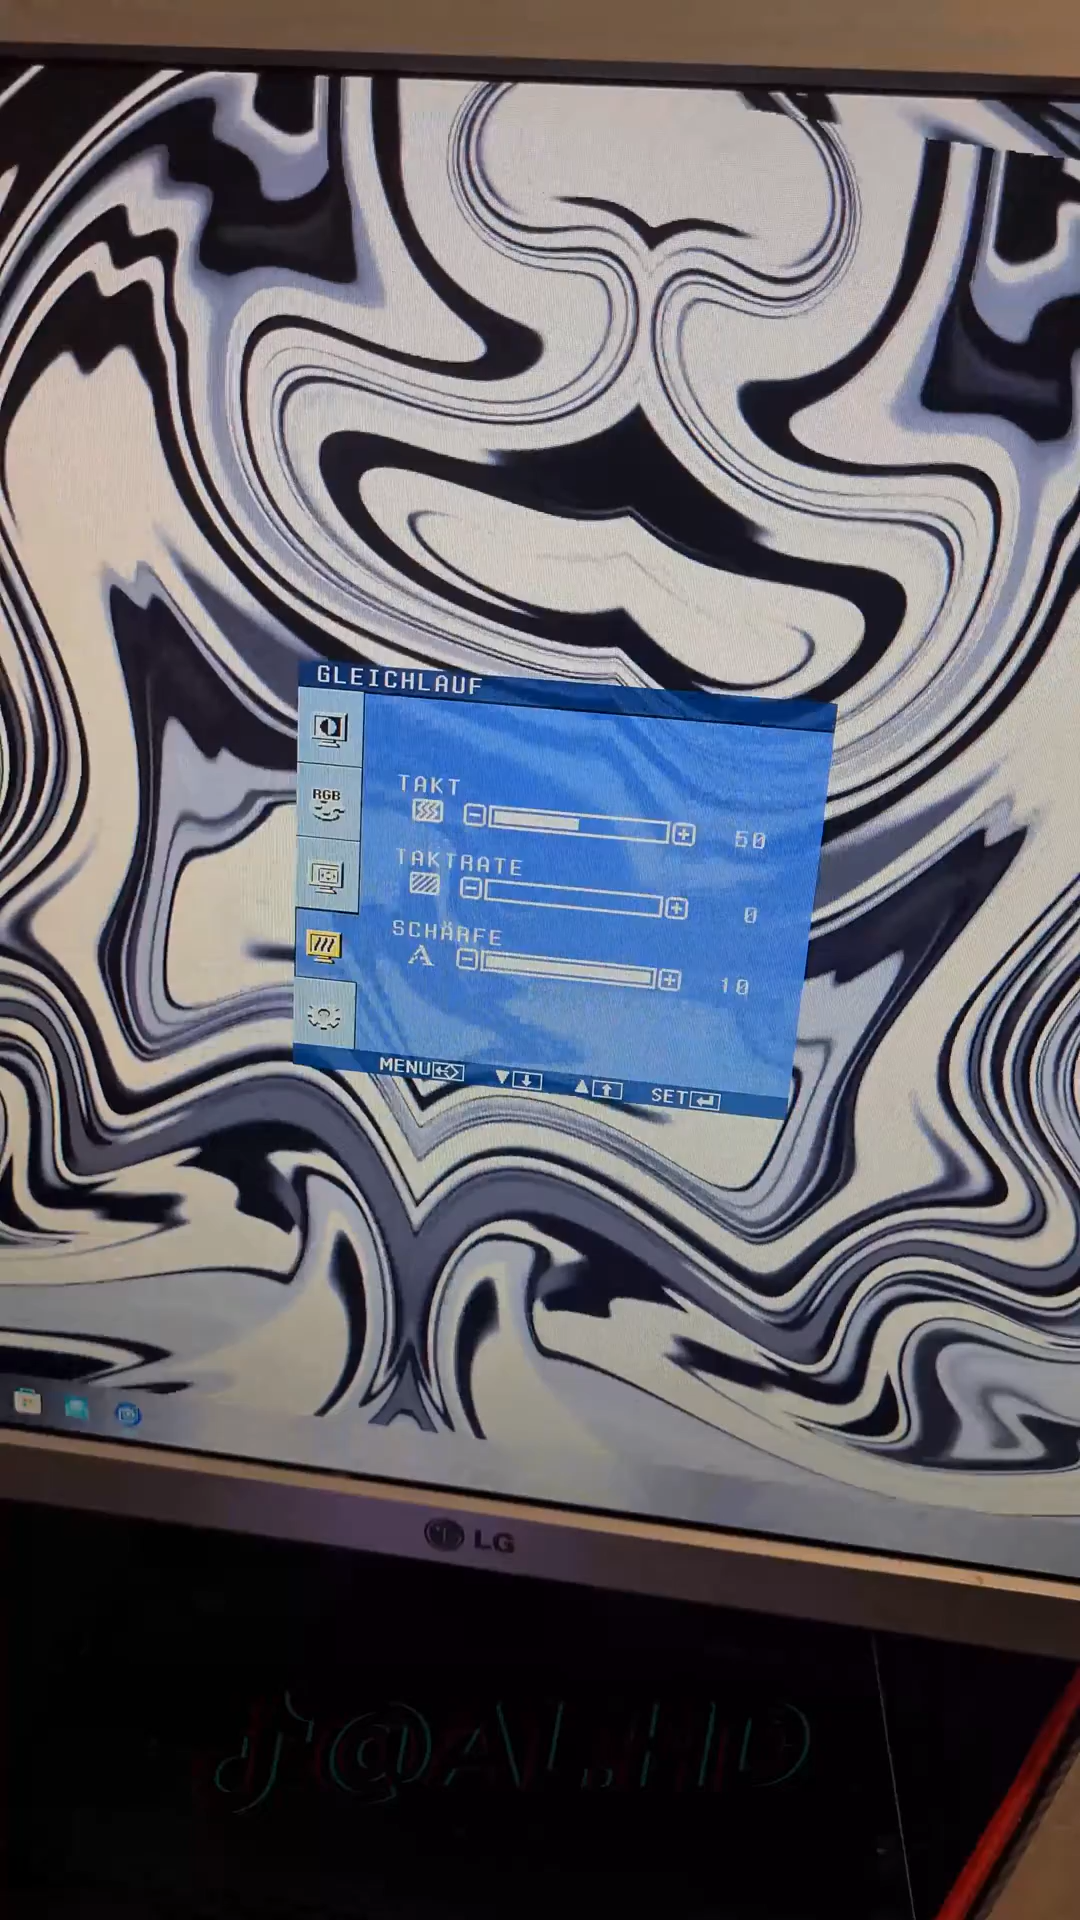 GLEICHLAUF
RGB
TAKT
50
TAKTRATE
0
SCHÄRFE
A
10
MENU
SET
LG